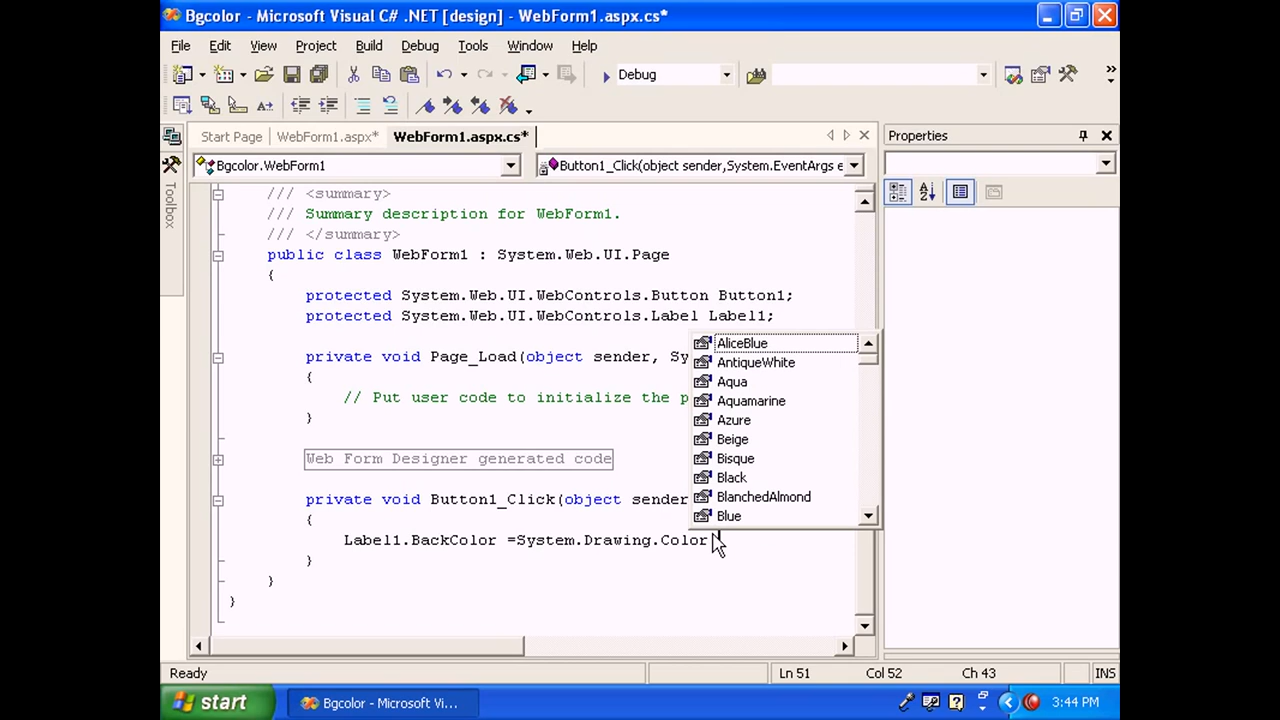 Bgcolor - Microsoft Visual C# .NET [design] - WebForm1.aspx.cs*
File Edit View Project Build Debug Tools Window Help
Debug
Start Page WebForm1.aspx* WebForm1.aspx.cs*
Properties
Bgcolor.WebForm1
Button1_Click(object sender,System.EventArgs e
Toolbox
/// <summary>
/// Summary description for WebForm1.
/// </summary>
public class WebForm1 : System.Web.UI.Page
{
protected System.Web.UI.WebControls.Button Button1;
protected System.Web.UI.WebControls.Label Label1;
private void Page_Load(object sender, Sy
{
// Put user code to initialize the p
}
Web Form Designer generated code
private void Button1_Click(object sender
{
Label1.BackColor =System.Drawing.Color
}
}
}
AliceBlue
AntiqueWhite
Aqua
Aquamarine
Azure
Beige
Bisque
Black
BlanchedAlmond
Blue
Ready Ln 51 Col 52 Ch 43 INS
start Bgcolor - Microsoft Vi... 3:44 PM